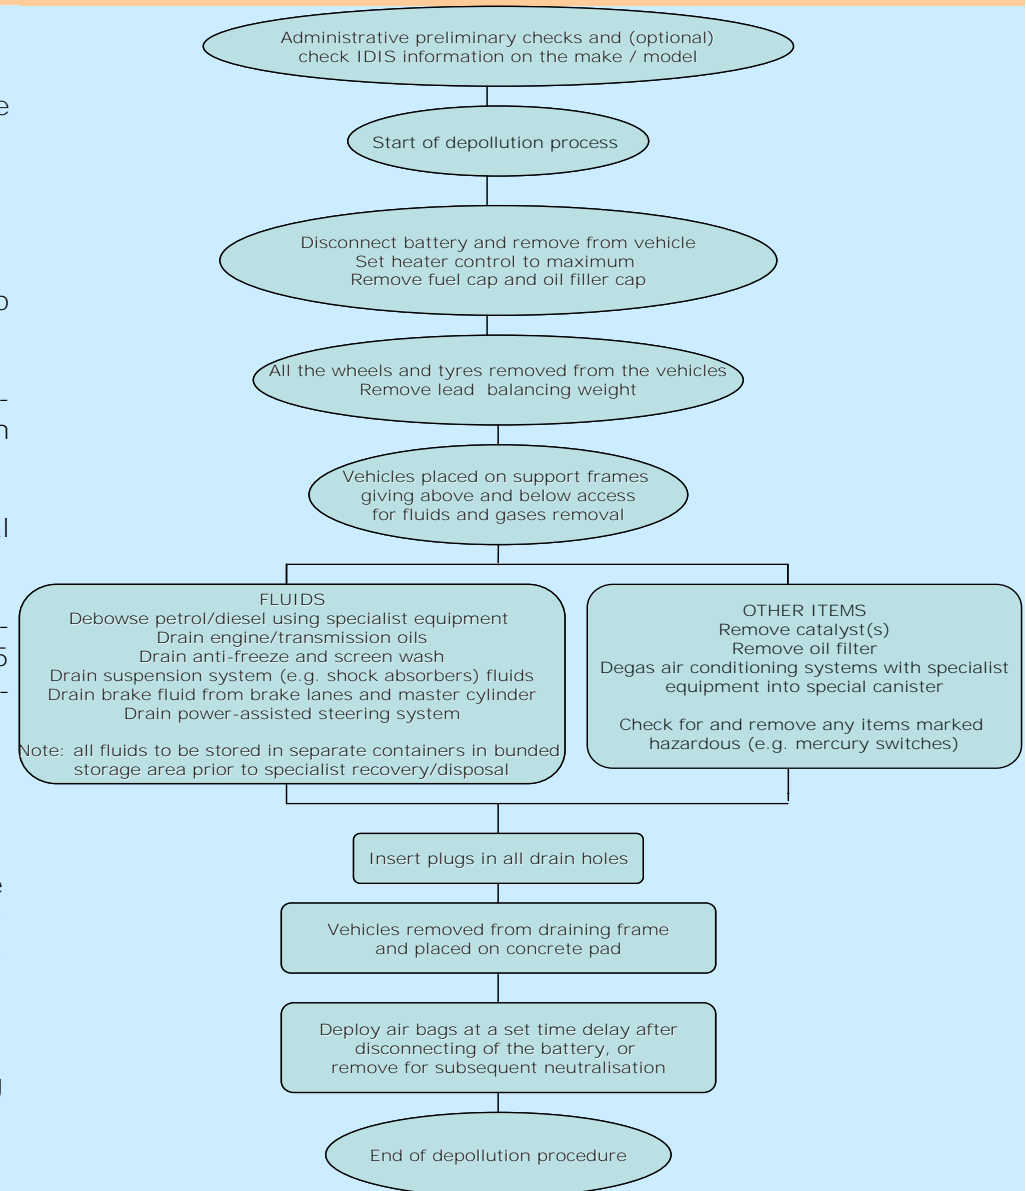 Administrative preliminary checks and (optional)
check IDIS information on the make / model
Start of depollution process
Disconnect battery and remove from vehicle
Set heater control to maximum
Remove fuel cap and oil filler cap
All the wheels and tyres removed from the vehicles
Remove lead balancing weight
Vehicles placed on support frames
giving above and below access
for fluids and gases removal
FLUIDS
Debowse petrol/diesel using specialist equipment
Drain engine/transmission oils
Drain anti-freeze and screen wash
Drain suspension system (e.g. shock absorbers) fluids
Drain brake fluid from brake lanes and master cylinder
Drain power-assisted steering system
Note: all fluids to be stored in separate containers in bunded
storage area prior to specialist recovery/disposal
OTHER ITEMS
Remove catalyst(s)
Remove oil filter
Degas air conditioning systems with specialist
equipment into special canister
Check for and remove any items marked
hazardous (e.g. mercury switches)
Insert plugs in all drain holes
Vehicles removed from draining frame
and placed on concrete pad
Deploy air bags at a set time delay after
disconnecting of the battery, or
remove for subsequent neutralisation
End of depollution procedure